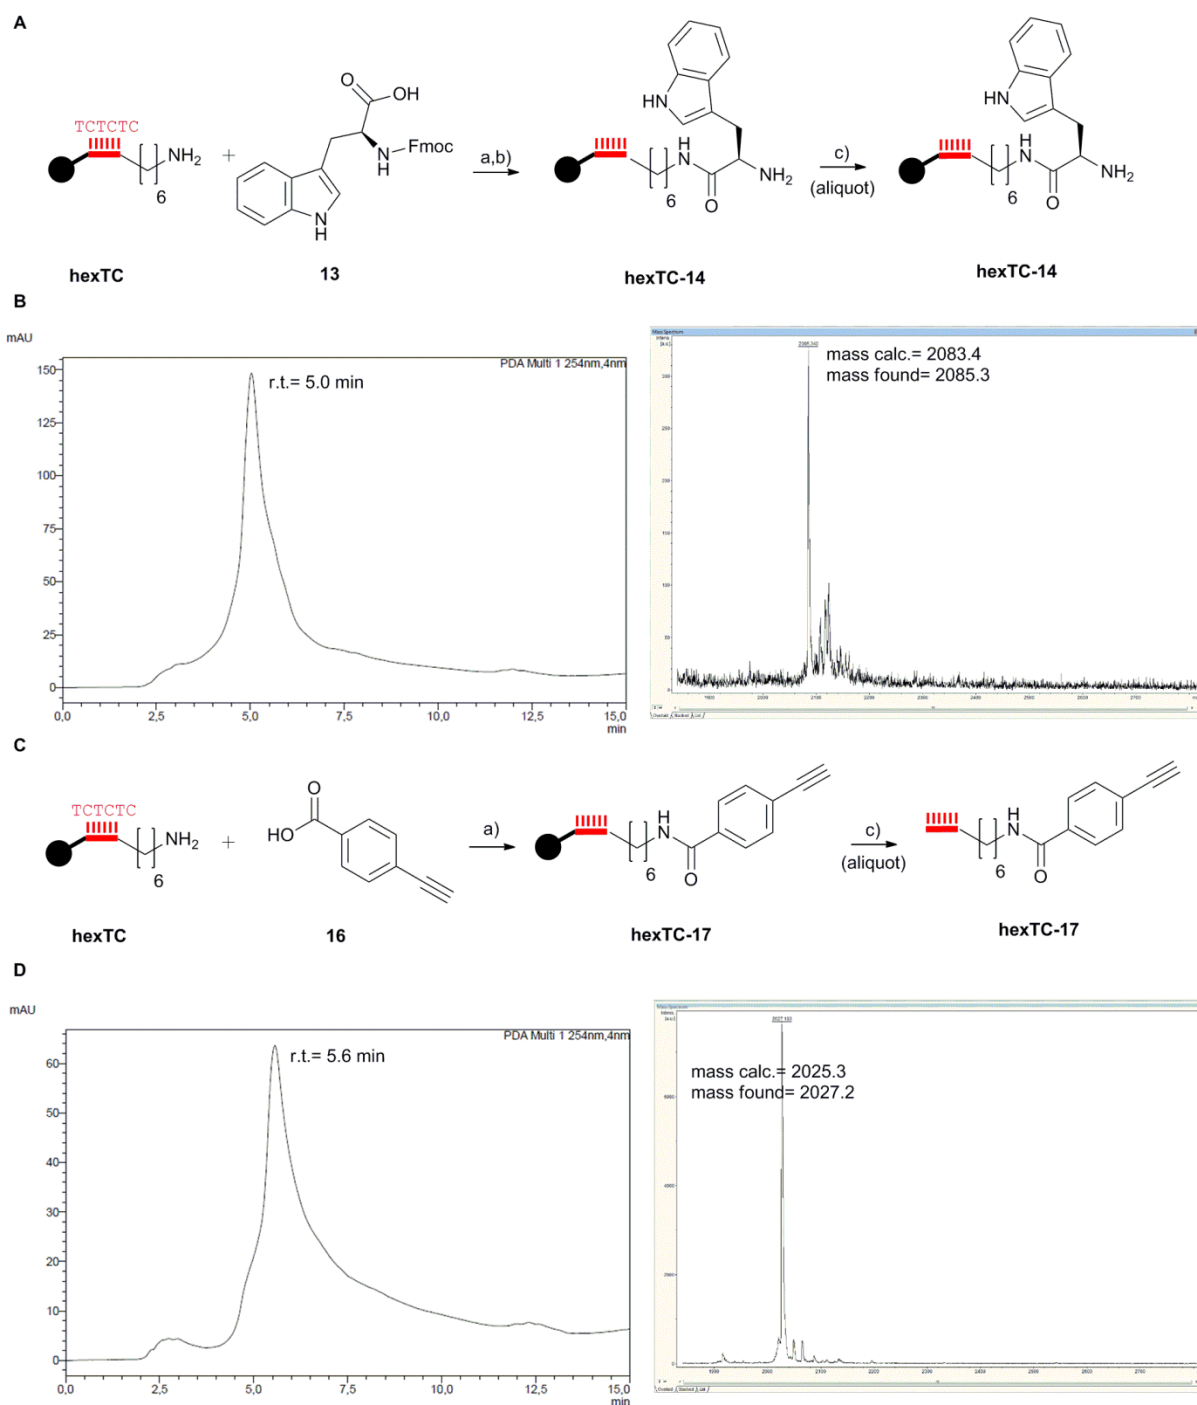 A
TCTCTC
NH2
6
+
O
OH
N
H
Fmoc
N
H
13
hexTC
a,b)
HN
H
N
6
O
NH2
hexTC-14
c)
(aliquot)
HN
H
N
6
O
NH2
hexTC-14
B
mAU
PDA Multi 1 254nm,4nm
r.t.= 5.0 min
150
125
100
75
50
25
0
0,0 2,5 5,0 7,5 10,0 12,5 15,0
min
Mass Spectrum
mass calc.= 2083.4
mass found= 2085.3
C
TCTCTC
NH2
6
+
O
HO
hexTC
16
a)
H
N
6
O
hexTC-17
c)
(aliquot)
H
N
6
O
hexTC-17
D
mAU
PDA Multi 1 254nm,4nm
r.t.= 5.6 min
60
50
40
30
20
10
0
0,0 2,5 5,0 7,5 10,0 12,5 15,0
min
mass calc.= 2025.3
mass found= 2027.2